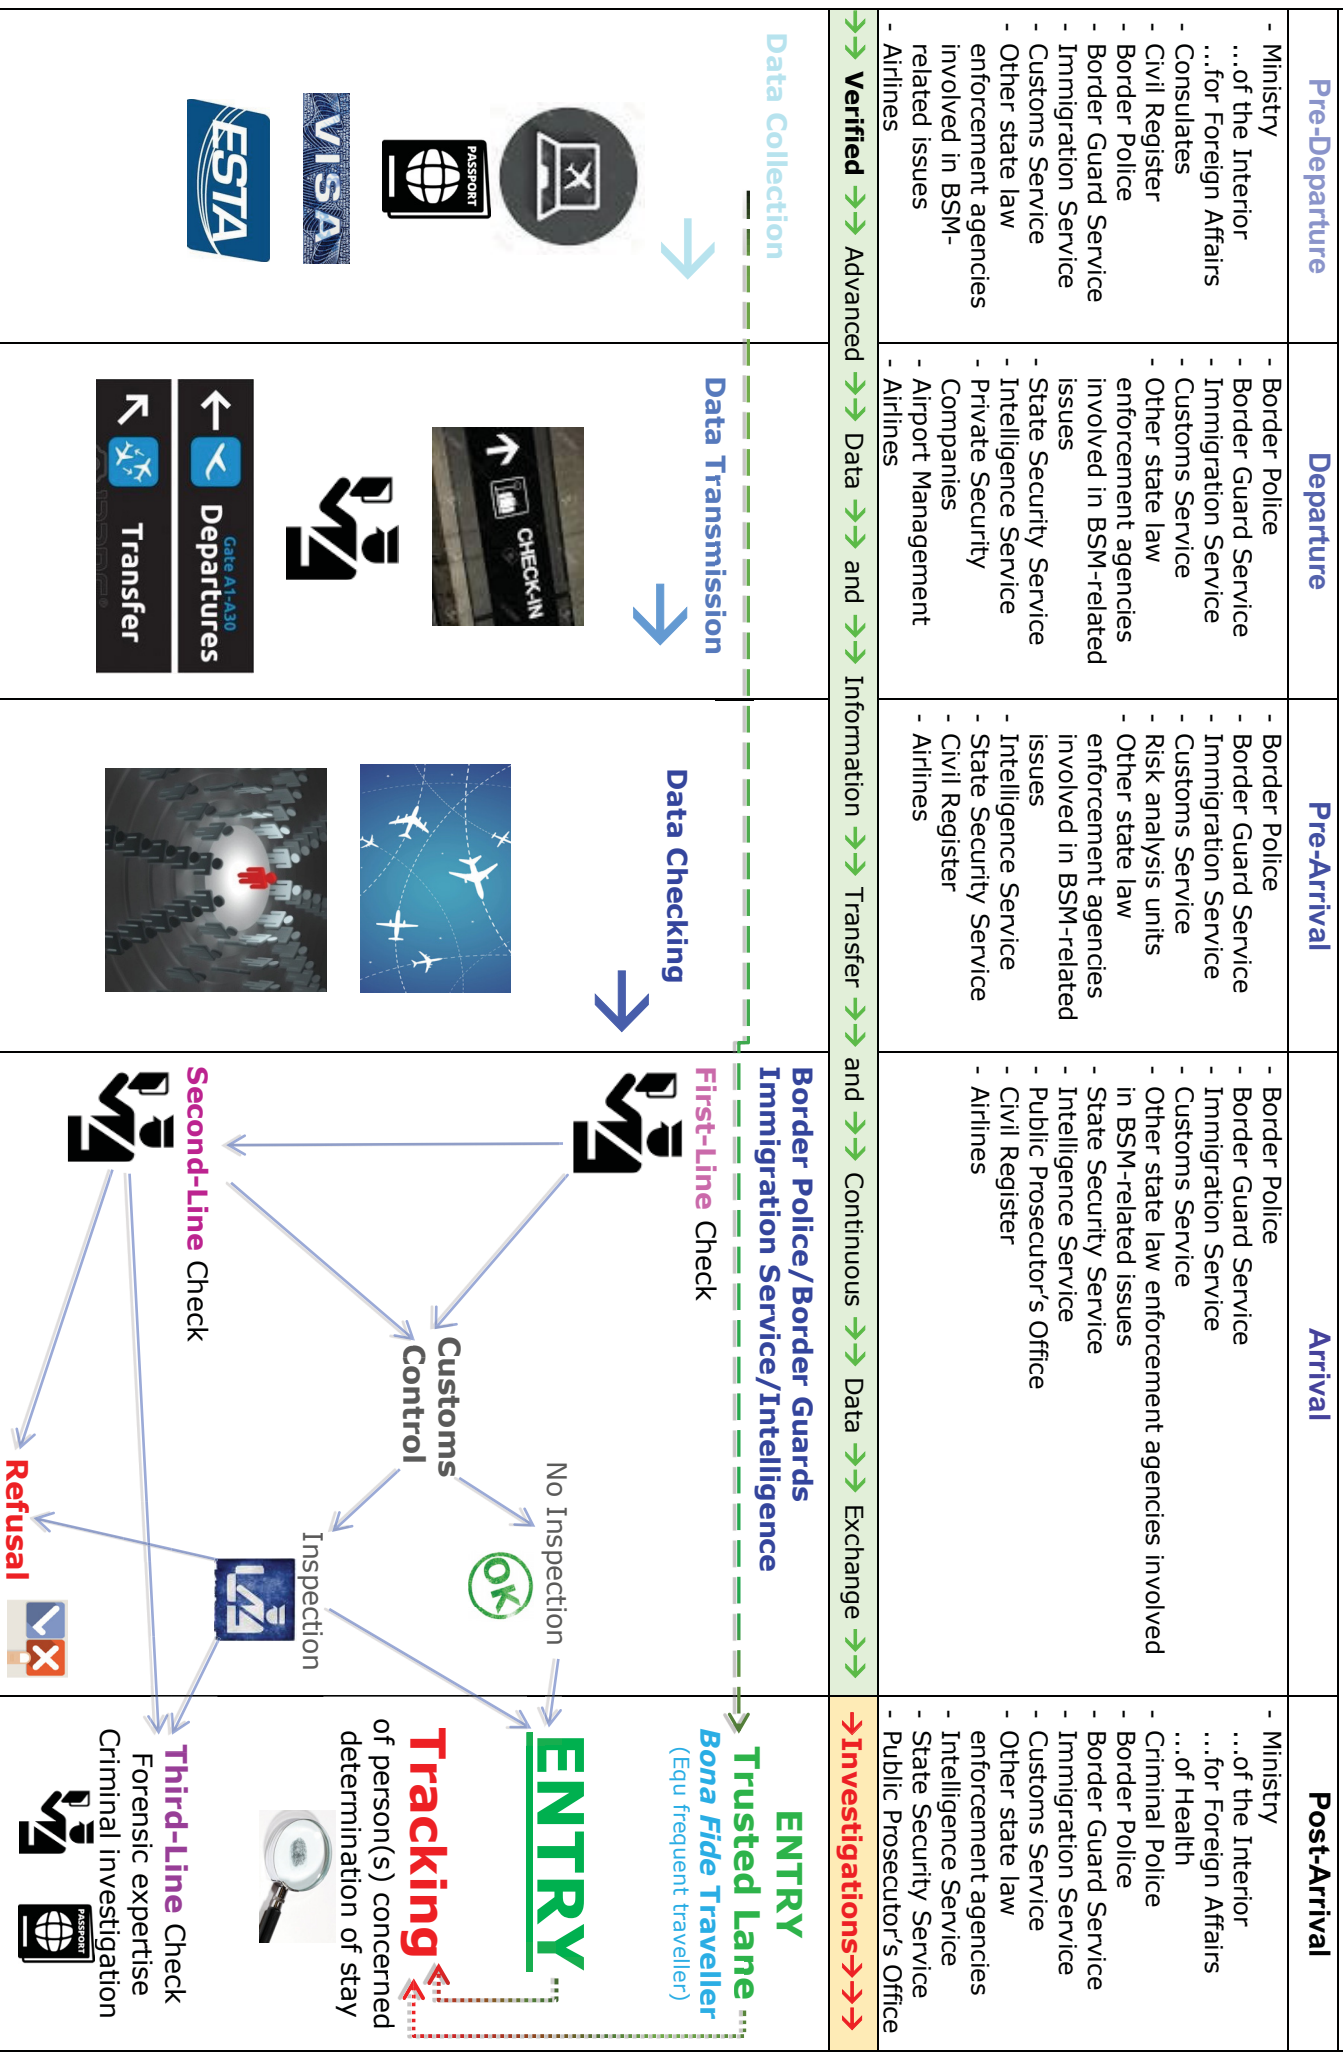 Pre-Departure
- Ministry
…of the Interior
…for Foreign Affairs
- Consulates
- Civil Register
- Border Police
- Border Guard Service
- Immigration Service
- Customs Service
- Other state law
enforcement agencies
involved in BSM-
related issues
- Airlines
Departure
- Border Police
- Border Guard Service
- Immigration Service
- Customs Service
- Other state law
enforcement agencies
involved in BSM-related
issues
- State Security Service
- Intelligence Service
- Private Security
Companies
- Airport Management
- Airlines
Pre-Arrival
- Border Police
- Border Guard Service
- Immigration Service
- Customs Service
- Risk analysis units
- Other state law
enforcement agencies
involved in BSM-related
issues
- Intelligence Service
- State Security Service
- Civil Register
- Airlines
Arrival
- Border Police
- Border Guard Service
- Immigration Service
- Customs Service
- Other state law enforcement agencies involved
in BSM-related issues
- State Security Service
- Intelligence Service
- Public Prosecutor's Office
- Civil Register
- Airlines
Post-Arrival
- Ministry
…of the Interior
…for Foreign Affairs
…of Health
- Criminal Police
- Border Police
- Border Guard Service
- Immigration Service
- Customs Service
- Other state law
enforcement agencies
- Intelligence Service
- State Security Service
- Public Prosecutor's Office
→→ Verified →→ Advanced →→ Data →→ and →→ Information →→ Transfer →→ and →→ Continuous →→ Data →→ Exchange →→
→Investigations→→→
Data Collection
PASSPORT
VISA
ESTA
Data Transmission
CHECK-IN
Gate A1-A30
Departures
Transfer
Data Checking
Border Police/Border Guards
Immigration Service/Intelligence
First-Line Check
Customs
Control
No Inspection
OK
Inspection
Second-Line Check
Refusal
ENTRY
Trusted Lane
Bona Fide Traveller
(Equ frequent traveller)
ENTRY
Tracking
of person(s) concerned
determination of stay
Third-Line Check
Forensic expertise
Criminal investigation
PASSPORT